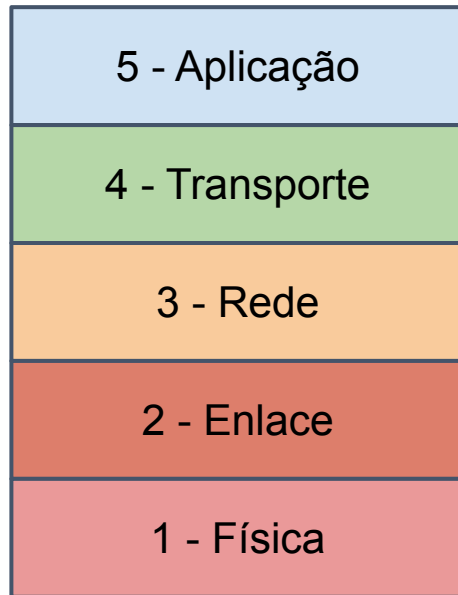 5 - Aplicação
4 - Transporte
3 - Rede
2 - Enlace
1 - Física